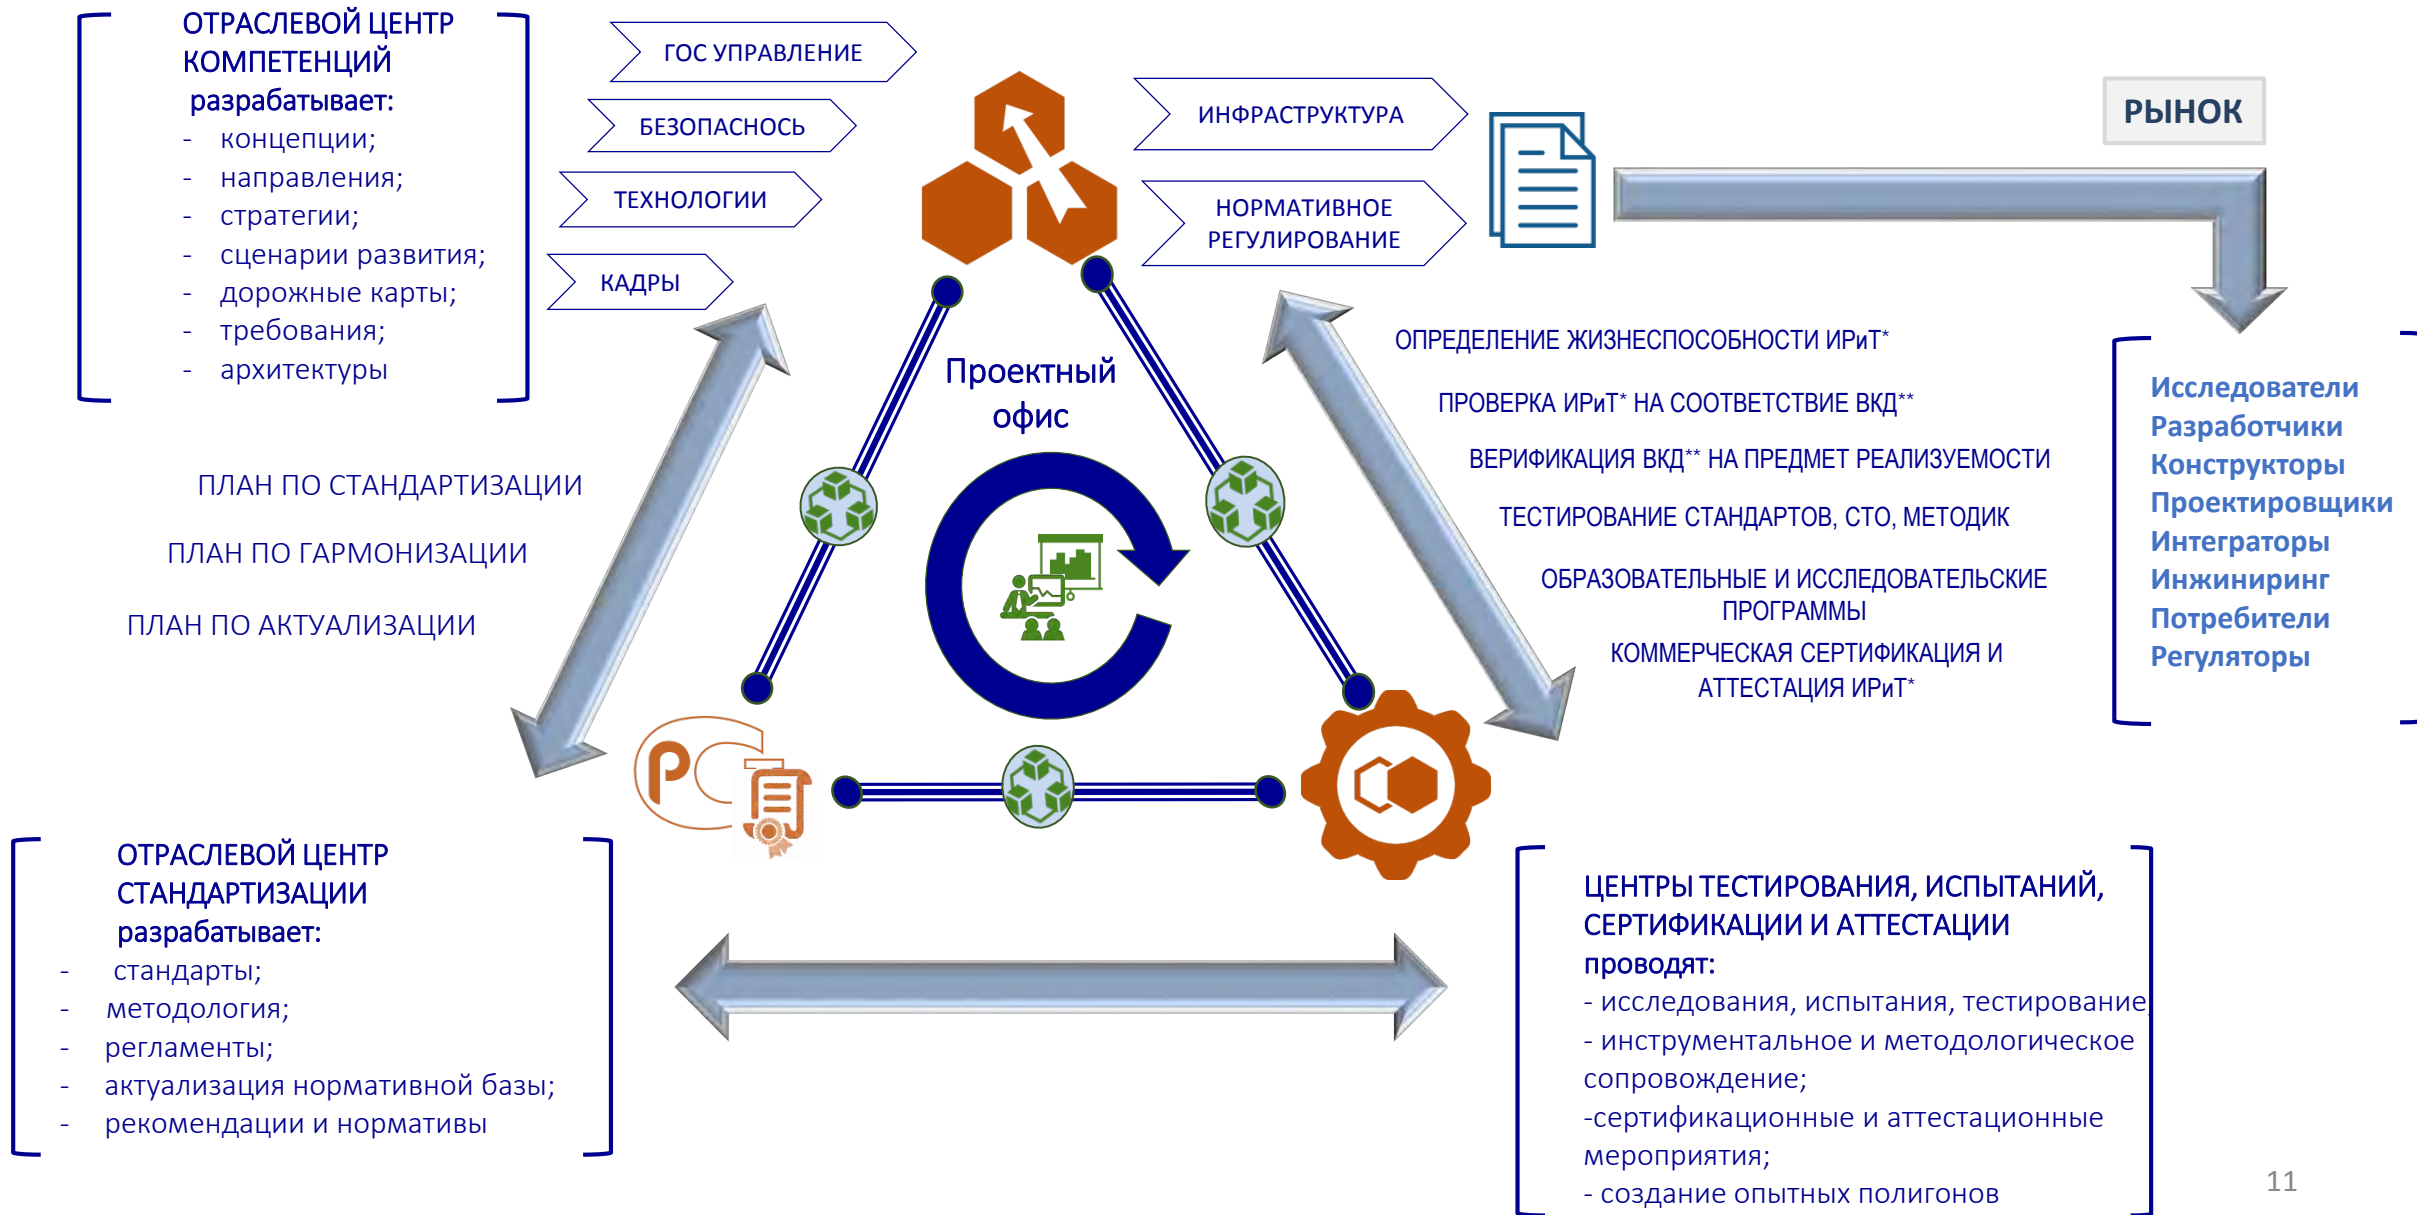 ОТРАСЛЕВОЙ ЦЕНТР
КОМПЕТЕНЦИЙ
разрабатывает:
- концепции;
- направления;
- стратегии;
- сценарии развития;
- дорожные карты;
- требования;
- архитектуры
ГОС УПРАВЛЕНИЕ
БЕЗОПАСНОСЬ
ТЕХНОЛОГИИ
КАДРЫ
ИНФРАСТРУКТУРА
НОРМАТИВНОЕ
РЕГУЛИРОВАНИЕ
РЫНОК
Исследователи
Разработчики
Конструкторы
Проектировщики
Интеграторы
Инжиниринг
Потребители
Регуляторы
ПЛАН ПО СТАНДАРТИЗАЦИИ
ПЛАН ПО ГАРМОНИЗАЦИИ
ПЛАН ПО АКТУАЛИЗАЦИИ
Проектный
офис
ОПРЕДЕЛЕНИЕ ЖИЗНЕСПОСОБНОСТИ ИРиТ*
ПРОВЕРКА ИРиТ* НА СООТВЕТСТВИЕ ВКД**
ВЕРИФИКАЦИЯ ВКД** НА ПРЕДМЕТ РЕАЛИЗУЕМОСТИ
ТЕСТИРОВАНИЕ СТАНДАРТОВ, СТО, МЕТОДИК
ОБРАЗОВАТЕЛЬНЫЕ И ИССЛЕДОВАТЕЛЬСКИЕ
ПРОГРАММЫ
КОММЕРЧЕСКАЯ СЕРТИФИКАЦИЯ И
АТТЕСТАЦИЯ ИРиТ*
РСТ
ОТРАСЛЕВОЙ ЦЕНТР
СТАНДАРТИЗАЦИИ
разрабатывает:
- стандарты;
- методология;
- регламенты;
- актуализация нормативной базы;
- рекомендации и нормативы
ЦЕНТРЫ ТЕСТИРОВАНИЯ, ИСПЫТАНИЙ,
СЕРТИФИКАЦИИ И АТТЕСТАЦИИ
проводят:
- исследования, испытания, тестирование;
- инструментальное и методологическое
сопровождение;
-сертификационные и аттестационные
мероприятия;
- создание опытных полигонов
11